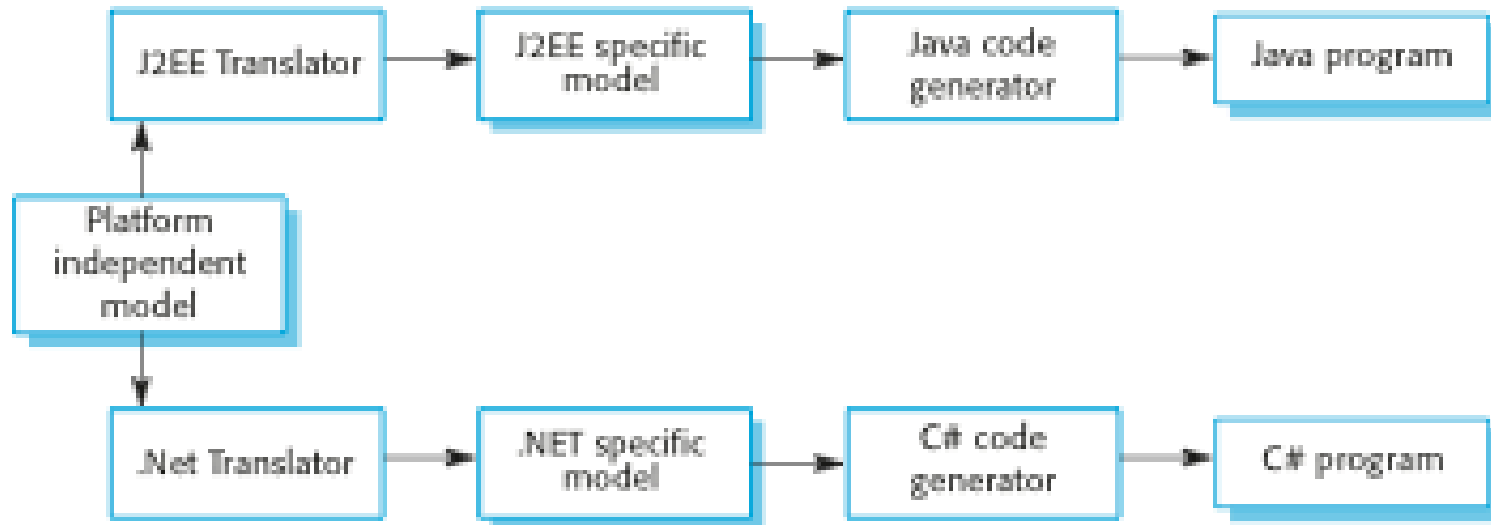 J2EE Translator
J2EE specific
model
Java code
generator
Java program
Platform
independent
model
.Net Translator
.NET specific
model
C# code
generator
C# program